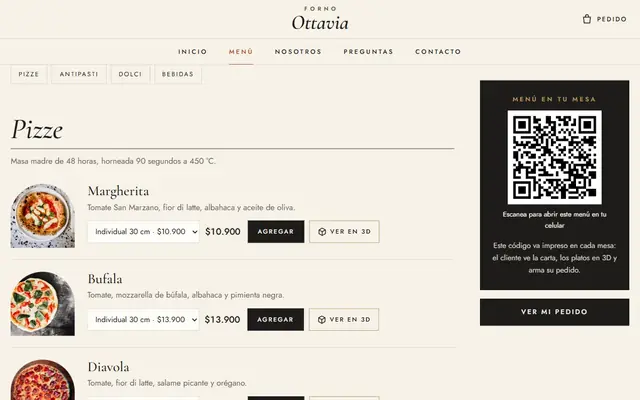 FORNO
Ottavia
PEDIDO
INICIO MENÚ NOSOTROS PREGUNTAS CONTACTO
PIZZE ANTIPASTI DOLCI BEBIDAS
Pizze
Masa madre de 48 horas, horneada 90 segundos a 450 °C.
Margherita
Tomate San Marzano, fior di latte, albahaca y aceite de oliva.
Individual 30 cm · $10.900 $10.900 AGREGAR VER EN 3D
Bufala
Tomate, mozzarella de búfala, albahaca y pimienta negra.
Individual 30 cm · $13.900 $13.900 AGREGAR VER EN 3D
Diavola
Tomate, fior di latte, salame picante y orégano.
MENÚ EN TU MESA
Escanea para abrir este menú en tu
celular
Este código va impreso en cada mesa:
el cliente ve la carta, los platos en 3D y
arma su pedido.
VER MI PEDIDO